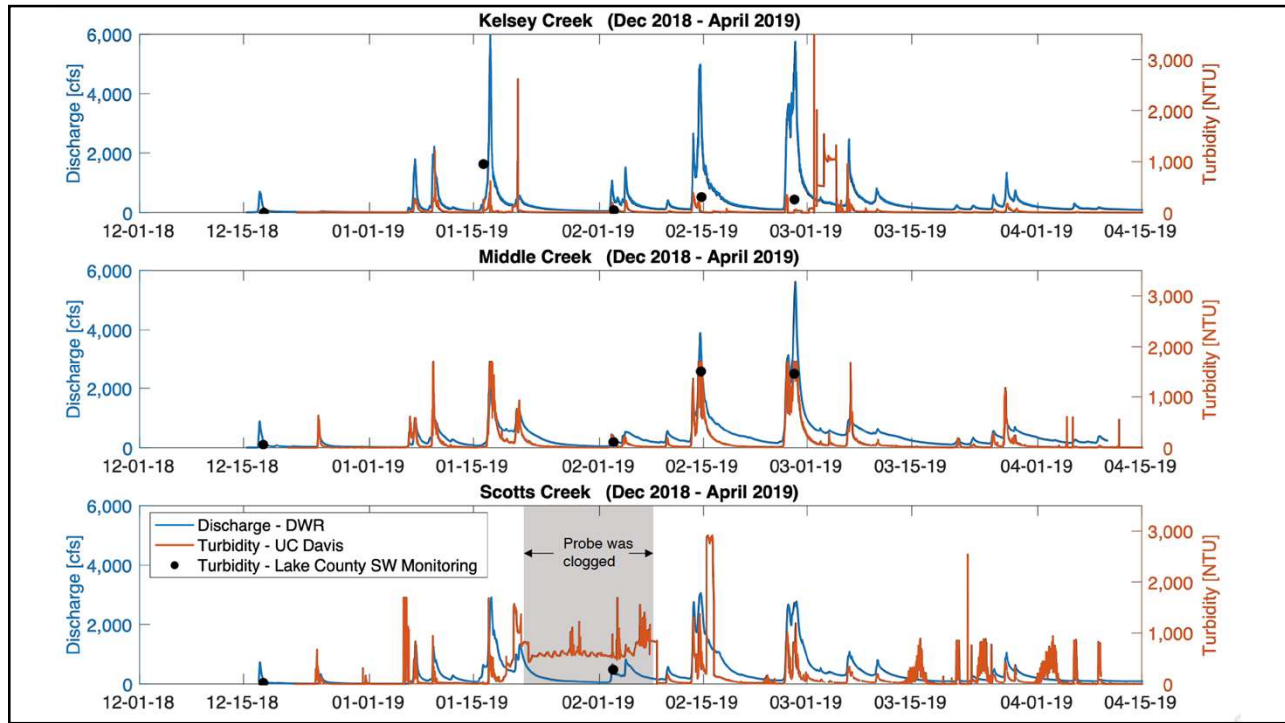 Kelsey Creek (Dec 2018 - April 2019)
Discharge [cfs]
6,000
4,000
2,000
0
3,000
2,000
1,000
0
Turbidity [NTU]
12-01-18 12-15-18 01-01-19 01-15-19 02-01-19 02-15-19 03-01-19 03-15-19 04-01-19 04-15-19
Middle Creek (Dec 2018 - April 2019)
Discharge [cfs]
6,000
4,000
2,000
0
3,000
2,000
1,000
0
Turbidity [NTU]
12-01-18 12-15-18 01-01-19 01-15-19 02-01-19 02-15-19 03-01-19 03-15-19 04-01-19 04-15-19
Scotts Creek (Dec 2018 - April 2019)
Discharge [cfs]
6,000
4,000
2,000
0
Discharge - DWR
Turbidity - UC Davis
Turbidity - Lake County SW Monitoring
Probe was
clogged
3,000
2,000
1,000
0
Turbidity [NTU]
12-01-18 12-15-18 01-01-19 01-15-19 02-01-19 02-15-19 03-01-19 03-15-19 04-01-19 04-15-19